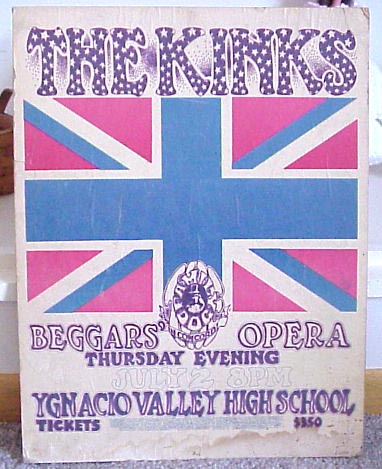 THE KINKS
BEGGARS' OPERA
THURSDAY EVENING
JULY 2 8PM
YGNACIO VALLEY HIGH SCHOOL
TICKETS $350